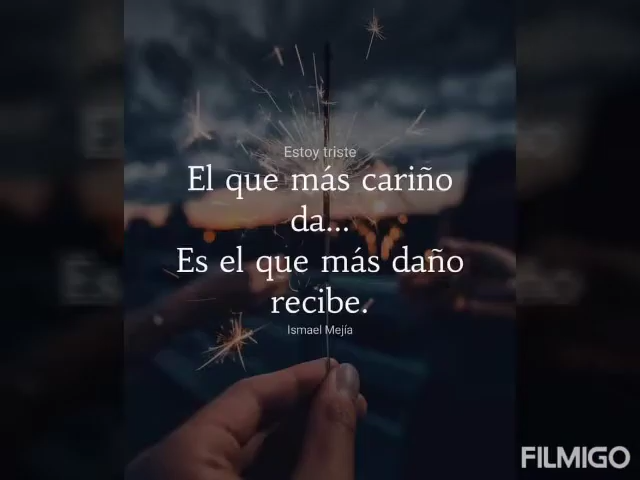 Estoy triste
El que más cariño
da...
Es el que más daño
recibe.
Ismael Mejía
FILMIGO